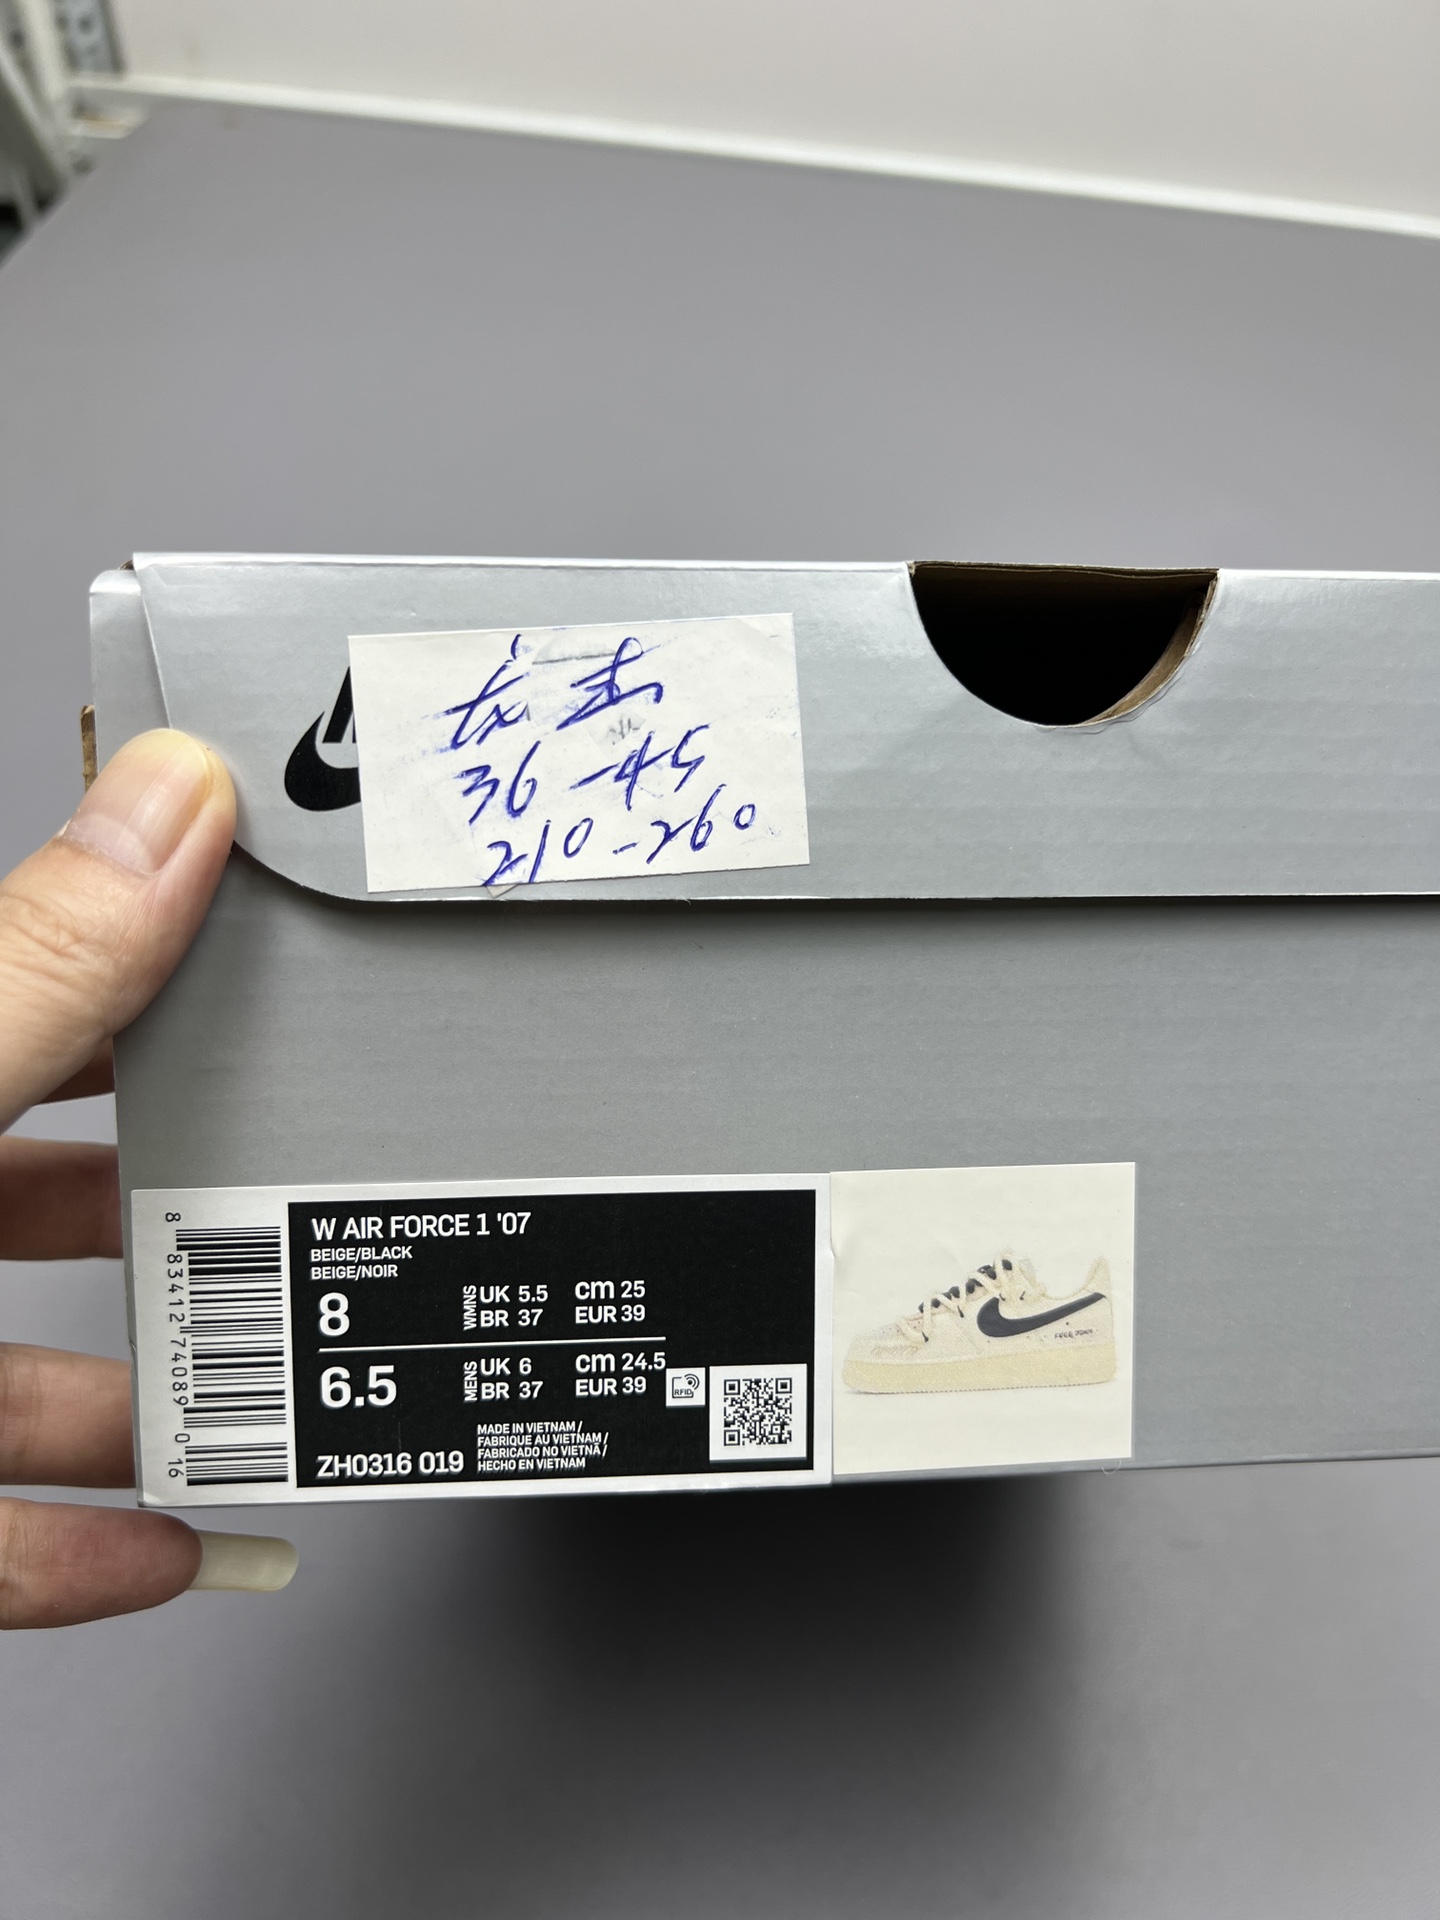 36-45
210-260
W AIR FORCE 1 '07
BEIGE/BLACK
BEIGE/NOIR
8 WMNS UK 5.5 cm 25
BR 37 EUR 39
6.5 MENS UK 6 cm 24.5
BR 37 EUR 39
RFID
ZH0316 019
MADE IN VIETNAM /
FABRIQUE AU VIETNAM /
FABRICADO NO VIETNÃ /
HECHO EN VIETNAM
8 83412 74089 0 16